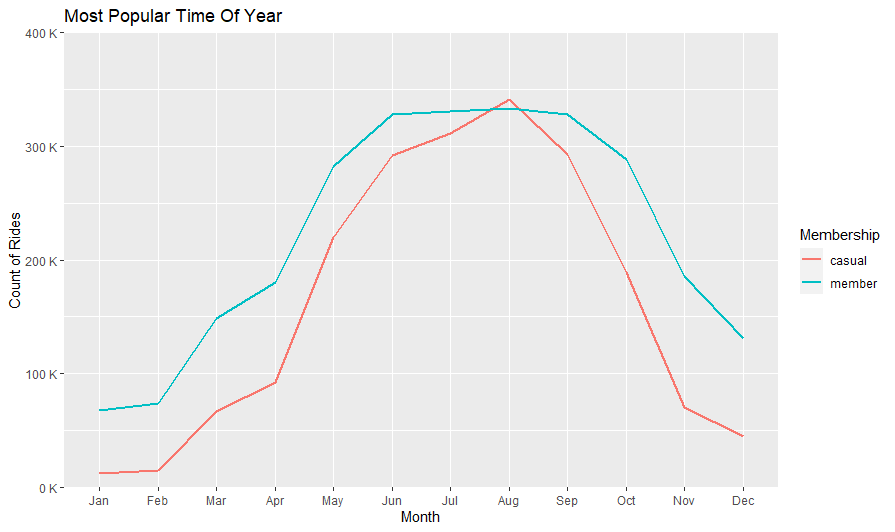 Most Popular Time Of Year
400 K
300 K
200 K
100 K
0 K
Count of Rides
Jan Feb Mar Apr May Jun Jul Aug Sep Oct Nov Dec
Month
Membership
casual
member